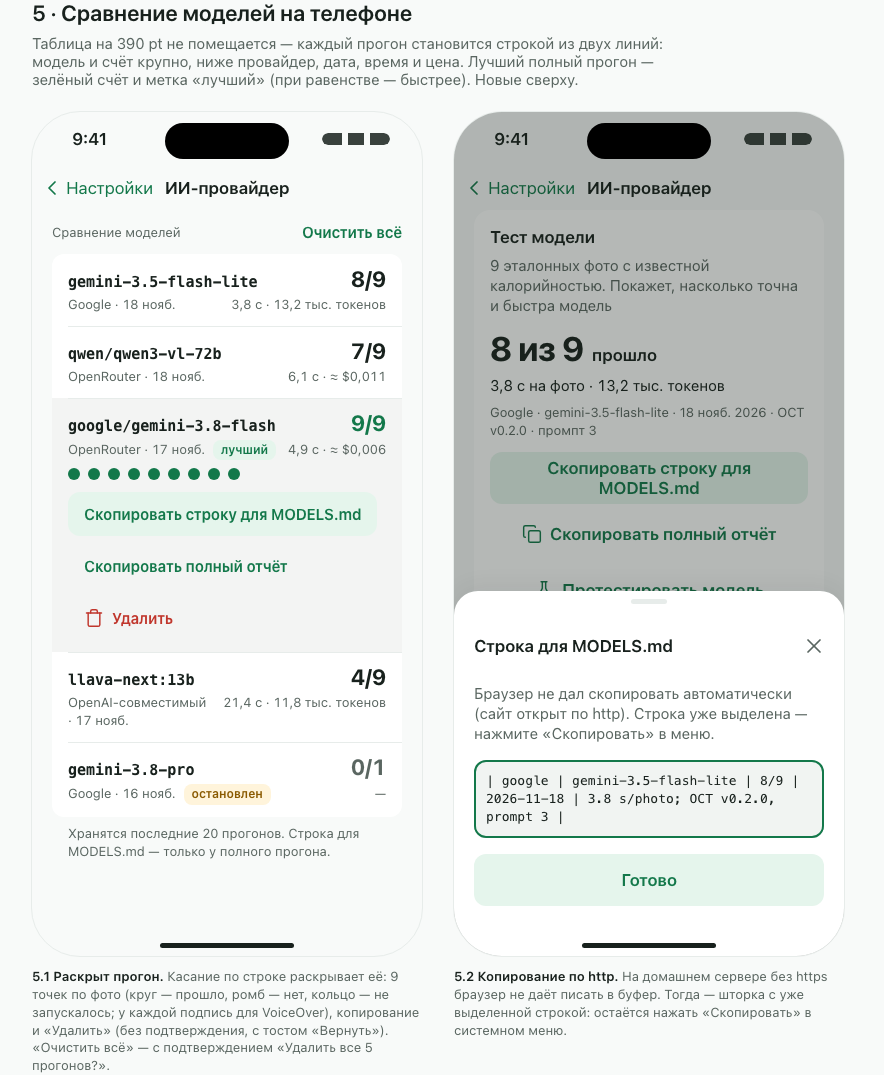 5 · Сравнение моделей на телефоне
Таблица на 390 pt не помещается — каждый прогон становится строкой из двух линий:
модель и счёт крупно, ниже провайдер, дата, время и цена. Лучший полный прогон —
зелёный счёт и метка «лучший» (при равенстве — быстрее). Новые сверху.
9:41
Настройки ИИ-провайдер
Сравнение моделей Очистить всё
gemini-3.5-flash-lite 8/9
Google · 18 нояб. 3,8 с · 13,2 тыс. токенов
qwen/qwen3-vl-72b 7/9
OpenRouter · 18 нояб. 6,1 с · ≈ $0,011
google/gemini-3.8-flash 9/9
OpenRouter · 17 нояб. лучший 4,9 с · ≈ $0,006
Скопировать строку для MODELS.md
Скопировать полный отчёт
Удалить
llava-next:13b 4/9
OpenAI-совместимый 21,4 с · 11,8 тыс. токенов
· 17 нояб.
gemini-3.8-pro 0/1
Google · 16 нояб. остановлен —
Хранятся последние 20 прогонов. Строка для
MODELS.md — только у полного прогона.
5.1 Раскрыт прогон. Касание по строке раскрывает её: 9
точек по фото (круг — прошло, ромб — нет, кольцо — не
запускалось; у каждой подпись для VoiceOver), копирование
и «Удалить» (без подтверждения, с тостом «Вернуть»).
«Очистить всё» — с подтверждением «Удалить все 5
прогонов?».
9:41
Настройки ИИ-провайдер
Тест модели
9 эталонных фото с известной
калорийностью. Покажет, насколько точна
и быстра модель
8 из 9 прошло
3,8 с на фото · 13,2 тыс. токенов
Google · gemini-3.5-flash-lite · 18 нояб. 2026 · OCT
v0.2.0 · промпт 3
Скопировать строку для
MODELS.md
Скопировать полный отчёт
Протестировать модель
Строка для MODELS.md
Браузер не дал скопировать автоматически
(сайт открыт по http). Строка уже выделена —
нажмите «Скопировать» в меню.
| google | gemini-3.5-flash-lite | 8/9 |
2026-11-18 | 3.8 s/photo; OCT v0.2.0,
prompt 3 |
Готово
5.2 Копирование по http. На домашнем сервере без https
браузер не даёт писать в буфер. Тогда — шторка с уже
выделенной строкой: остаётся нажать «Скопировать» в
системном меню.